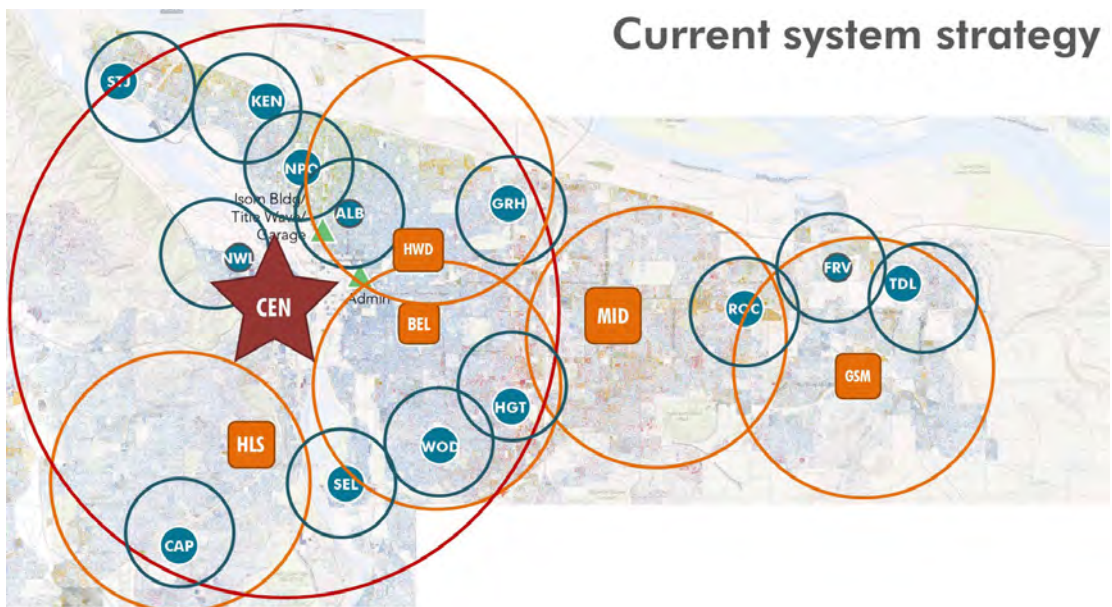 Current system strategy
STJ
KEN
NPO
Isom Bldg/
Title Wave/
Garage
ALB
GRH
NWL
HWD
CEN
Admin
BEL
MID
ROC
FRV
TDL
GSM
HGT
HLS
WOD
SEL
CAP